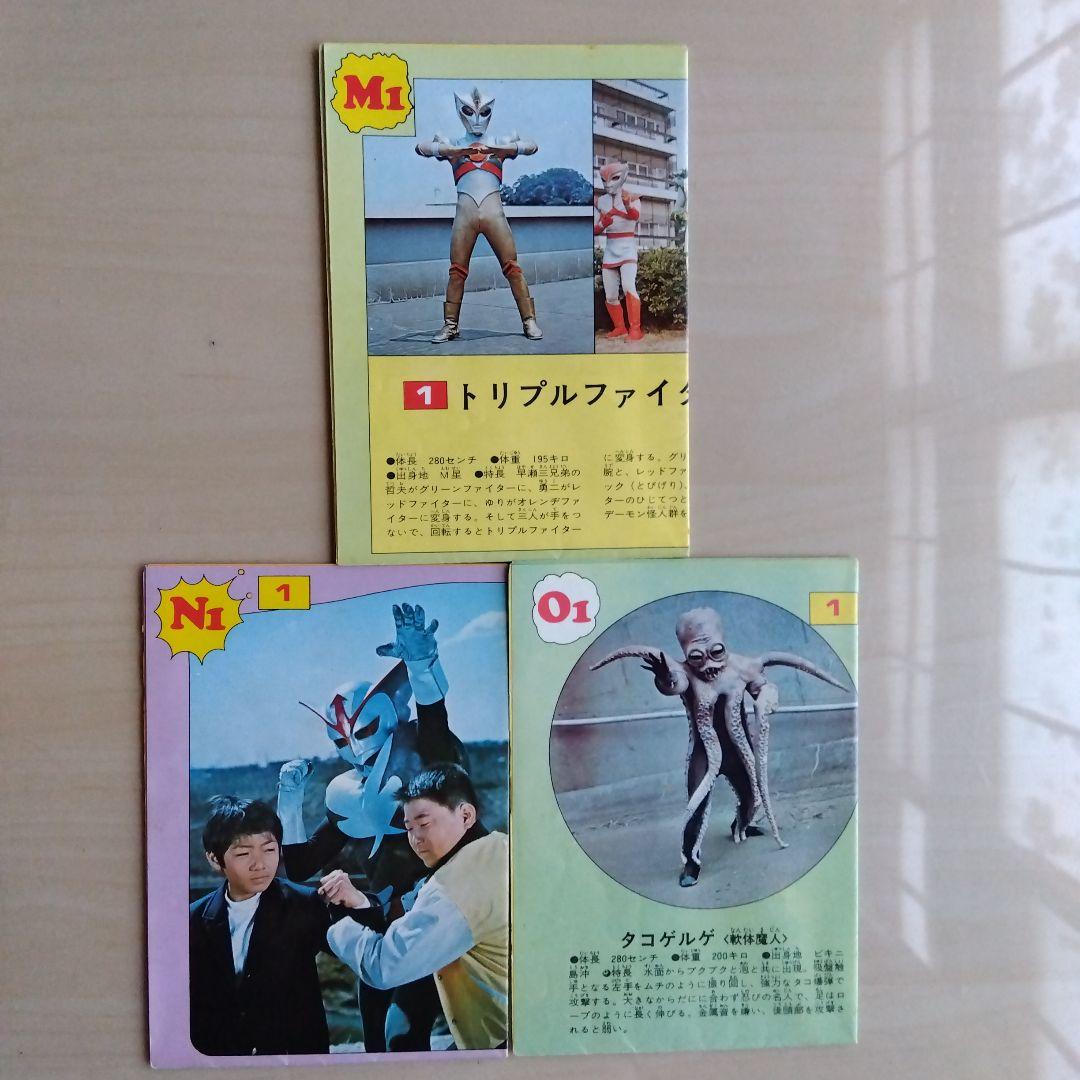 M1
1 トリプルファイタ
●体長 280センチ ●体重 195キロ
●出身地 M星 ●特長 早瀬三兄弟の
哲夫がグリーンファイターに、勇二がレ
ッドファイターに、ゆりがオレンヂファ
イターに変身する。そして三人が手をつ
ないで、回転するとトリプルファイター
に変身する。グリ
腕と、レッドファ
ック（とびげり）、
ターのひじてつと
デーモン怪人群を
N1
1
O1
1
タコゲルゲ〈軟体魔人〉
●体長 280センチ ●体重 200キロ ●出身地 ビキニ
島沖 ●特長 水面からブクブクと泡と共に出現。吸盤触
手となる左手をムチのように振り回し、強力なタコ爆弾で
攻撃する。大きなからだに合わず忍びの名人で、足はロ
ープのように長く伸びる。金属音を嫌い、後頭部を攻撃さ
れると弱い。